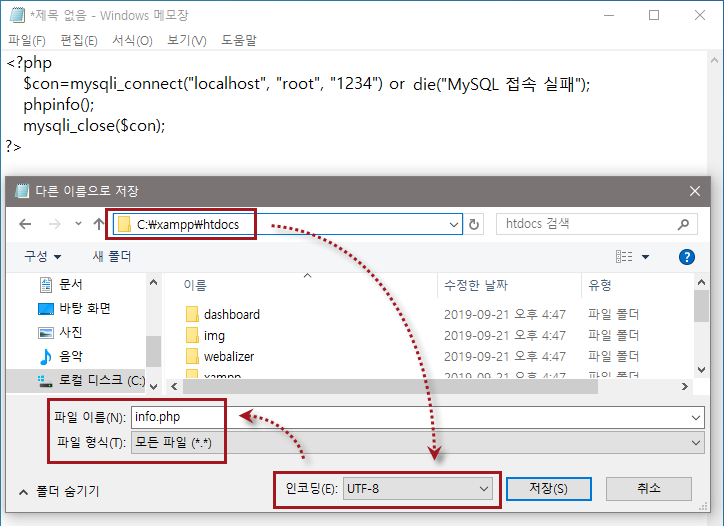 *제목 없음 - Windows 메모장
파일(F) 편집(E) 서식(O) 보기(V) 도움말
<?php
$con=mysqli_connect("localhost", "root", "1234") or die("MySQL 접속 실패");
phpinfo();
mysqli_close($con);
?>
다른 이름으로 저장
C:₩xampp₩htdocs
htdocs 검색
구성 새 폴더
문서
바탕 화면
사진
음악
로컬 디스크 (C:)
이름 수정한 날짜 유형
dashboard 2019-09-21 오후 4:47 파일 폴더
img 2019-09-21 오후 4:47 파일 폴더
webalizer 2019-09-21 오후 4:47 파일 폴더
xampp 2019-09-21 오후 4:47 파일 폴더
파일 이름(N): info.php
파일 형식(T): 모든 파일 (*.*)
폴더 숨기기
인코딩(E): UTF-8
저장(S)
취소